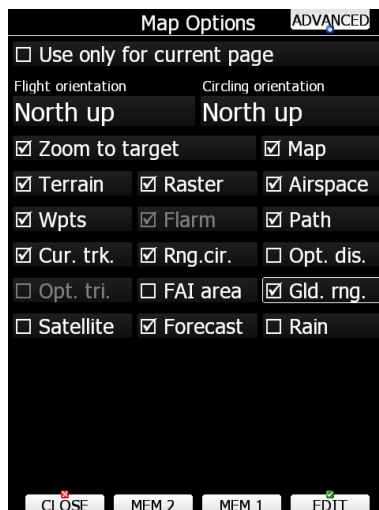 Map Options ADVANCED
Use only for current page
Flight orientation Circling orientation
North up North up
Zoom to target Map
Terrain Raster Airspace
Wpts Flarm Path
Cur. trk. Rng.cir. Opt. dis.
Opt. tri. FAI area Gld. rng.
Satellite Forecast Rain
CLOSE MEM 2 MEM 1 EDIT